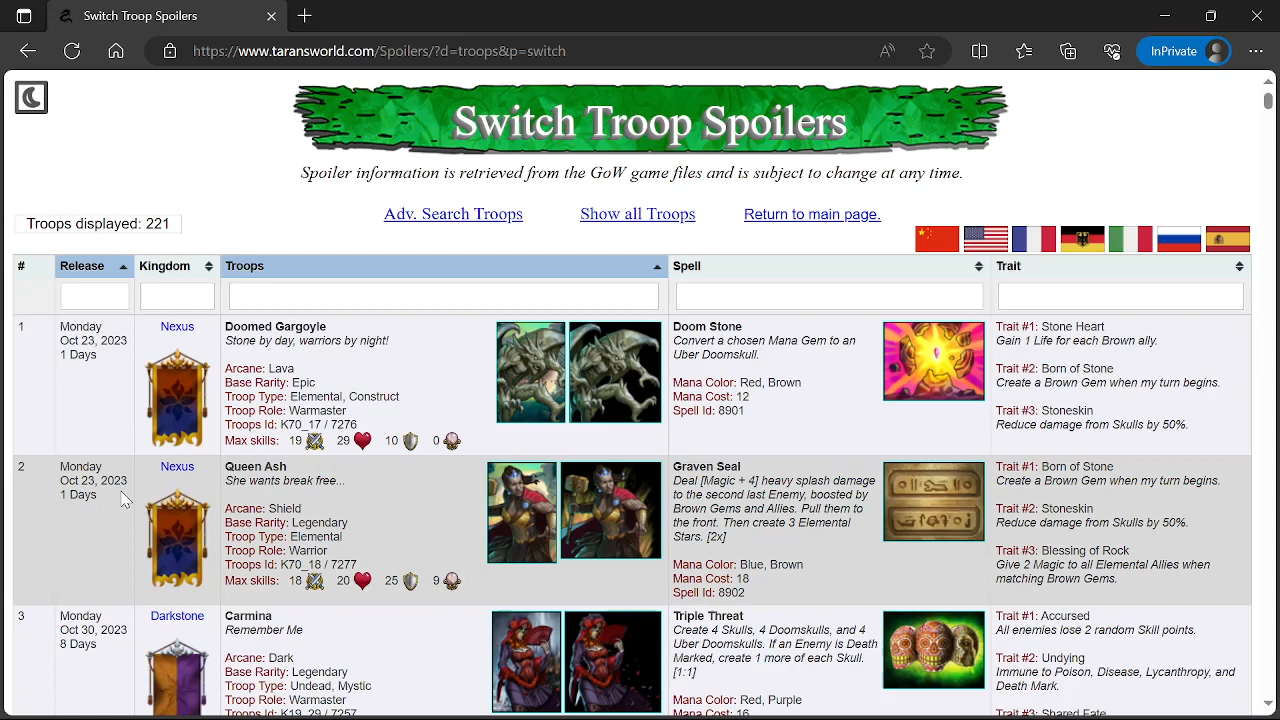 Switch Troop Spoilers
https://www.taransworld.com/Spoilers/?d=troops&p=switch
InPrivate
Switch Troop Spoilers
Spoiler information is retrieved from the GoW game files and is subject to change at any time.
Adv. Search Troops Show all Troops Return to main page.
Troops displayed: 221
# Release Kingdom Troops Spell Trait
1
Monday
Oct 23, 2023
1 Days
Nexus
Doomed Gargoyle
Stone by day, warriors by night!
Arcane: Lava
Base Rarity: Epic
Troop Type: Elemental, Construct
Troop Role: Warmaster
Troops Id: K70_17 / 7276
Max skills: 19 29 10 0
Doom Stone
Convert a chosen Mana Gem to an
Uber Doomskull.
Mana Color: Red, Brown
Mana Cost: 12
Spell Id: 8901
Trait #1: Stone Heart
Gain 1 Life for each Brown ally.
Trait #2: Born of Stone
Create a Brown Gem when my turn begins.
Trait #3: Stoneskin
Reduce damage from Skulls by 50%.
2
Monday
Oct 23, 2023
1 Days
Nexus
Queen Ash
She wants break free...
Arcane: Shield
Base Rarity: Legendary
Troop Type: Elemental
Troop Role: Warrior
Troops Id: K70_18 / 7277
Max skills: 18 20 25 9
Graven Seal
Deal [Magic + 4] heavy splash damage
to the second last Enemy, boosted by
Brown Gems and Allies. Pull them to
the front. Then create 3 Elemental
Stars. [2x]
Mana Color: Blue, Brown
Mana Cost: 18
Spell Id: 8902
Trait #1: Born of Stone
Create a Brown Gem when my turn begins.
Trait #2: Stoneskin
Reduce damage from Skulls by 50%.
Trait #3: Blessing of Rock
Give 2 Magic to all Elemental Allies when
matching Brown Gems.
3
Monday
Oct 30, 2023
8 Days
Darkstone
Carmina
Remember Me
Arcane: Dark
Base Rarity: Legendary
Troop Type: Undead, Mystic
Troop Role: Warmaster
Troops Id: K19_29 / 7257
Triple Threat
Create 4 Skulls, 4 Doomskulls, and 4
Uber Doomskulls. If an Enemy is Death
Marked, create 1 more of each Skull.
[1:1]
Mana Color: Red, Purple
Mana Cost: 16
Trait #1: Accursed
All enemies lose 2 random Skill points.
Trait #2: Undying
Immune to Poison, Disease, Lycanthropy, and
Death Mark.
Trait #3: Shared Fate